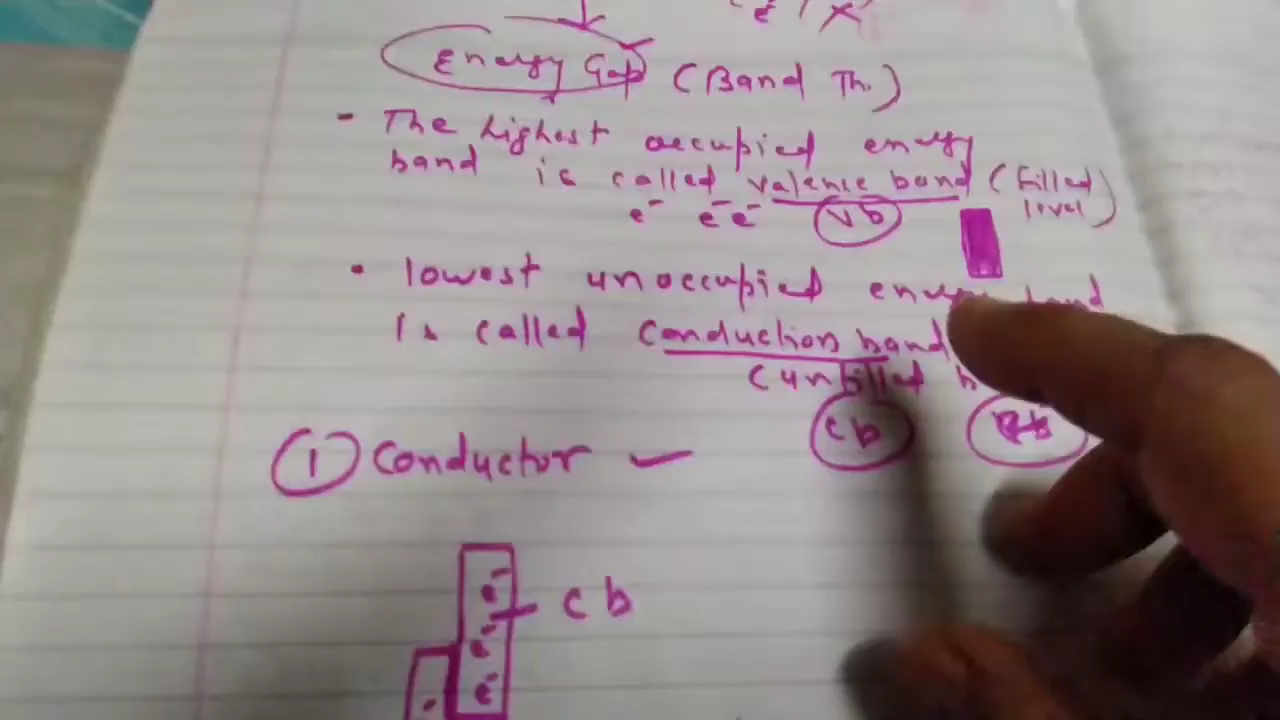 e⁻ / X
Energy Gap (Band Th.)
- The highest occupied energy
band is called valence band (filled
level)
e⁻ e⁻ e⁻ vb
• lowest unoccupied energy band
is called conduction band
(unfilled b
cb
① Conductor ✓
e⁻ cb
e⁻
e⁻